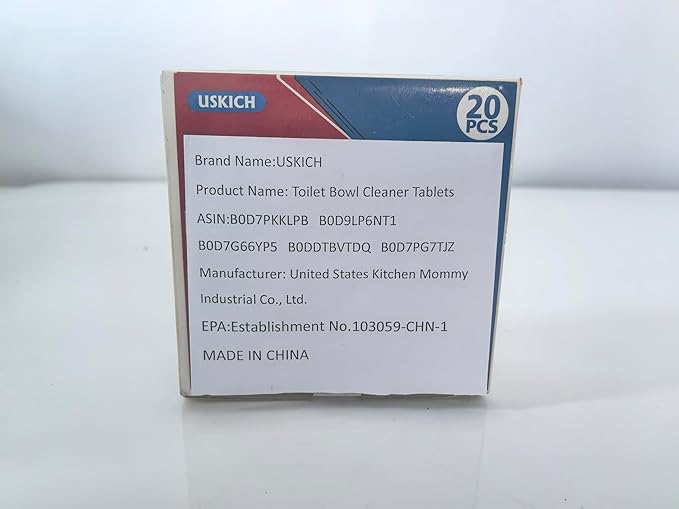 USKICH
20
PCS
Brand Name:USKICH
Product Name: Toilet Bowl Cleaner Tablets
ASIN:B0D7PKKLPB B0D9LP6NT1
B0D7G66YP5 B0DDTBVTDQ B0D7PG7TJZ
Manufacturer: United States Kitchen Mommy
Industrial Co., Ltd.
EPA:Establishment No.103059-CHN-1
MADE IN CHINA